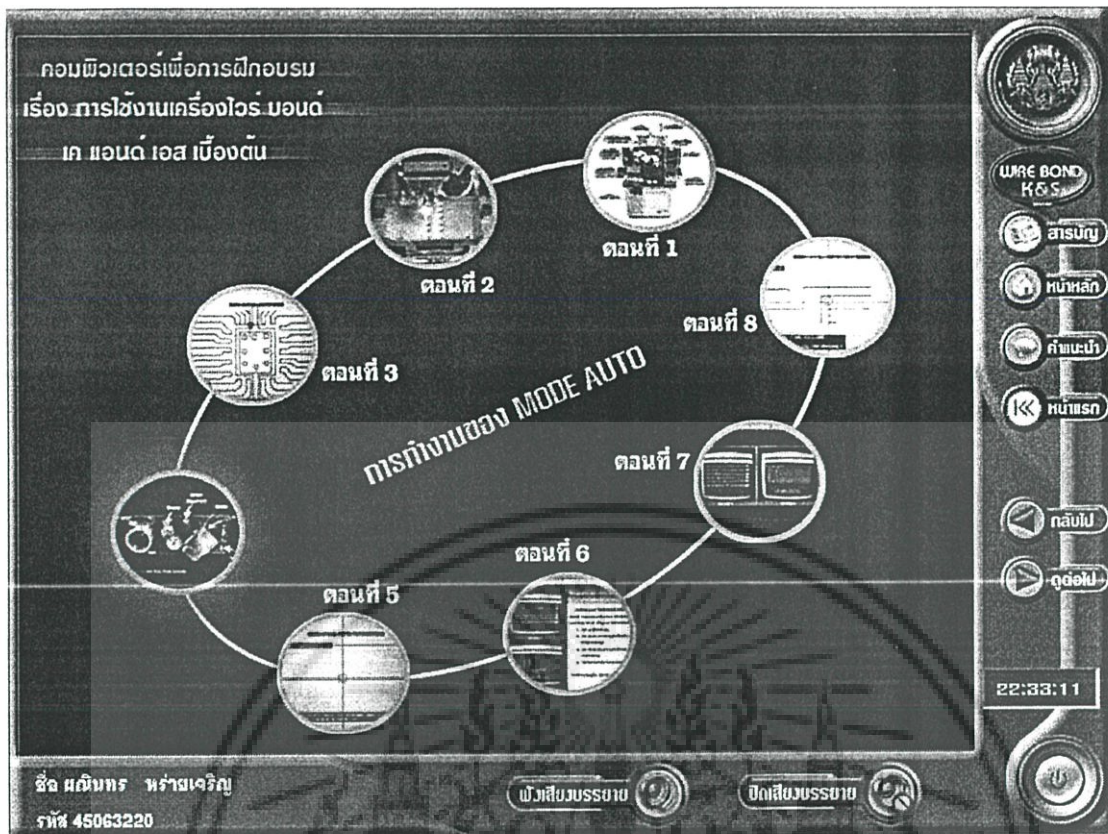 คอมพิวเตอร์เพื่อการฝึกอบรม
เรื่อง การใช้งานเครื่องไวร์ บอนด์
เค แอนด์ เอส เบื้องต้น
ตอนที่ 1
ตอนที่ 2
ตอนที่ 8
ตอนที่ 3
การทำงานของ MODE AUTO
ตอนที่ 7
ตอนที่ 6
ตอนที่ 5
WIRE BOND
K&S
สารบัญ
หน้าหลัก
คำแนะนำ
หน้าแรก
กลับไป
ดูต่อไป
22:33:11
ชื่อ ผณินทร หร่ายเจริญ
รหัส 45063220
ฟังเสียงบรรยาย
ปิดเสียงบรรยาย